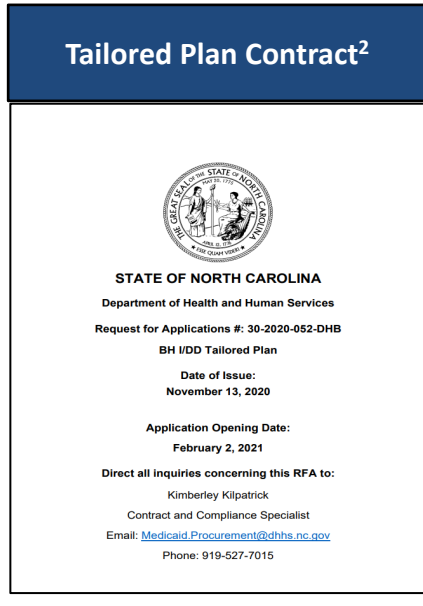 Tailored Plan Contract²
THE GREAT SEAL OF THE STATE OF NORTH CAROLINA
MAY 20, 1775
APRIL 12, 1776
ESSE QUAM VIDERI
STATE OF NORTH CAROLINA
Department of Health and Human Services
Request for Applications #: 30-2020-052-DHB
BH I/DD Tailored Plan
Date of Issue:
November 13, 2020
Application Opening Date:
February 2, 2021
Direct all inquiries concerning this RFA to:
Kimberley Kilpatrick
Contract and Compliance Specialist
Email: Medicaid.Procurement@dhhs.nc.gov
Phone: 919-527-7015